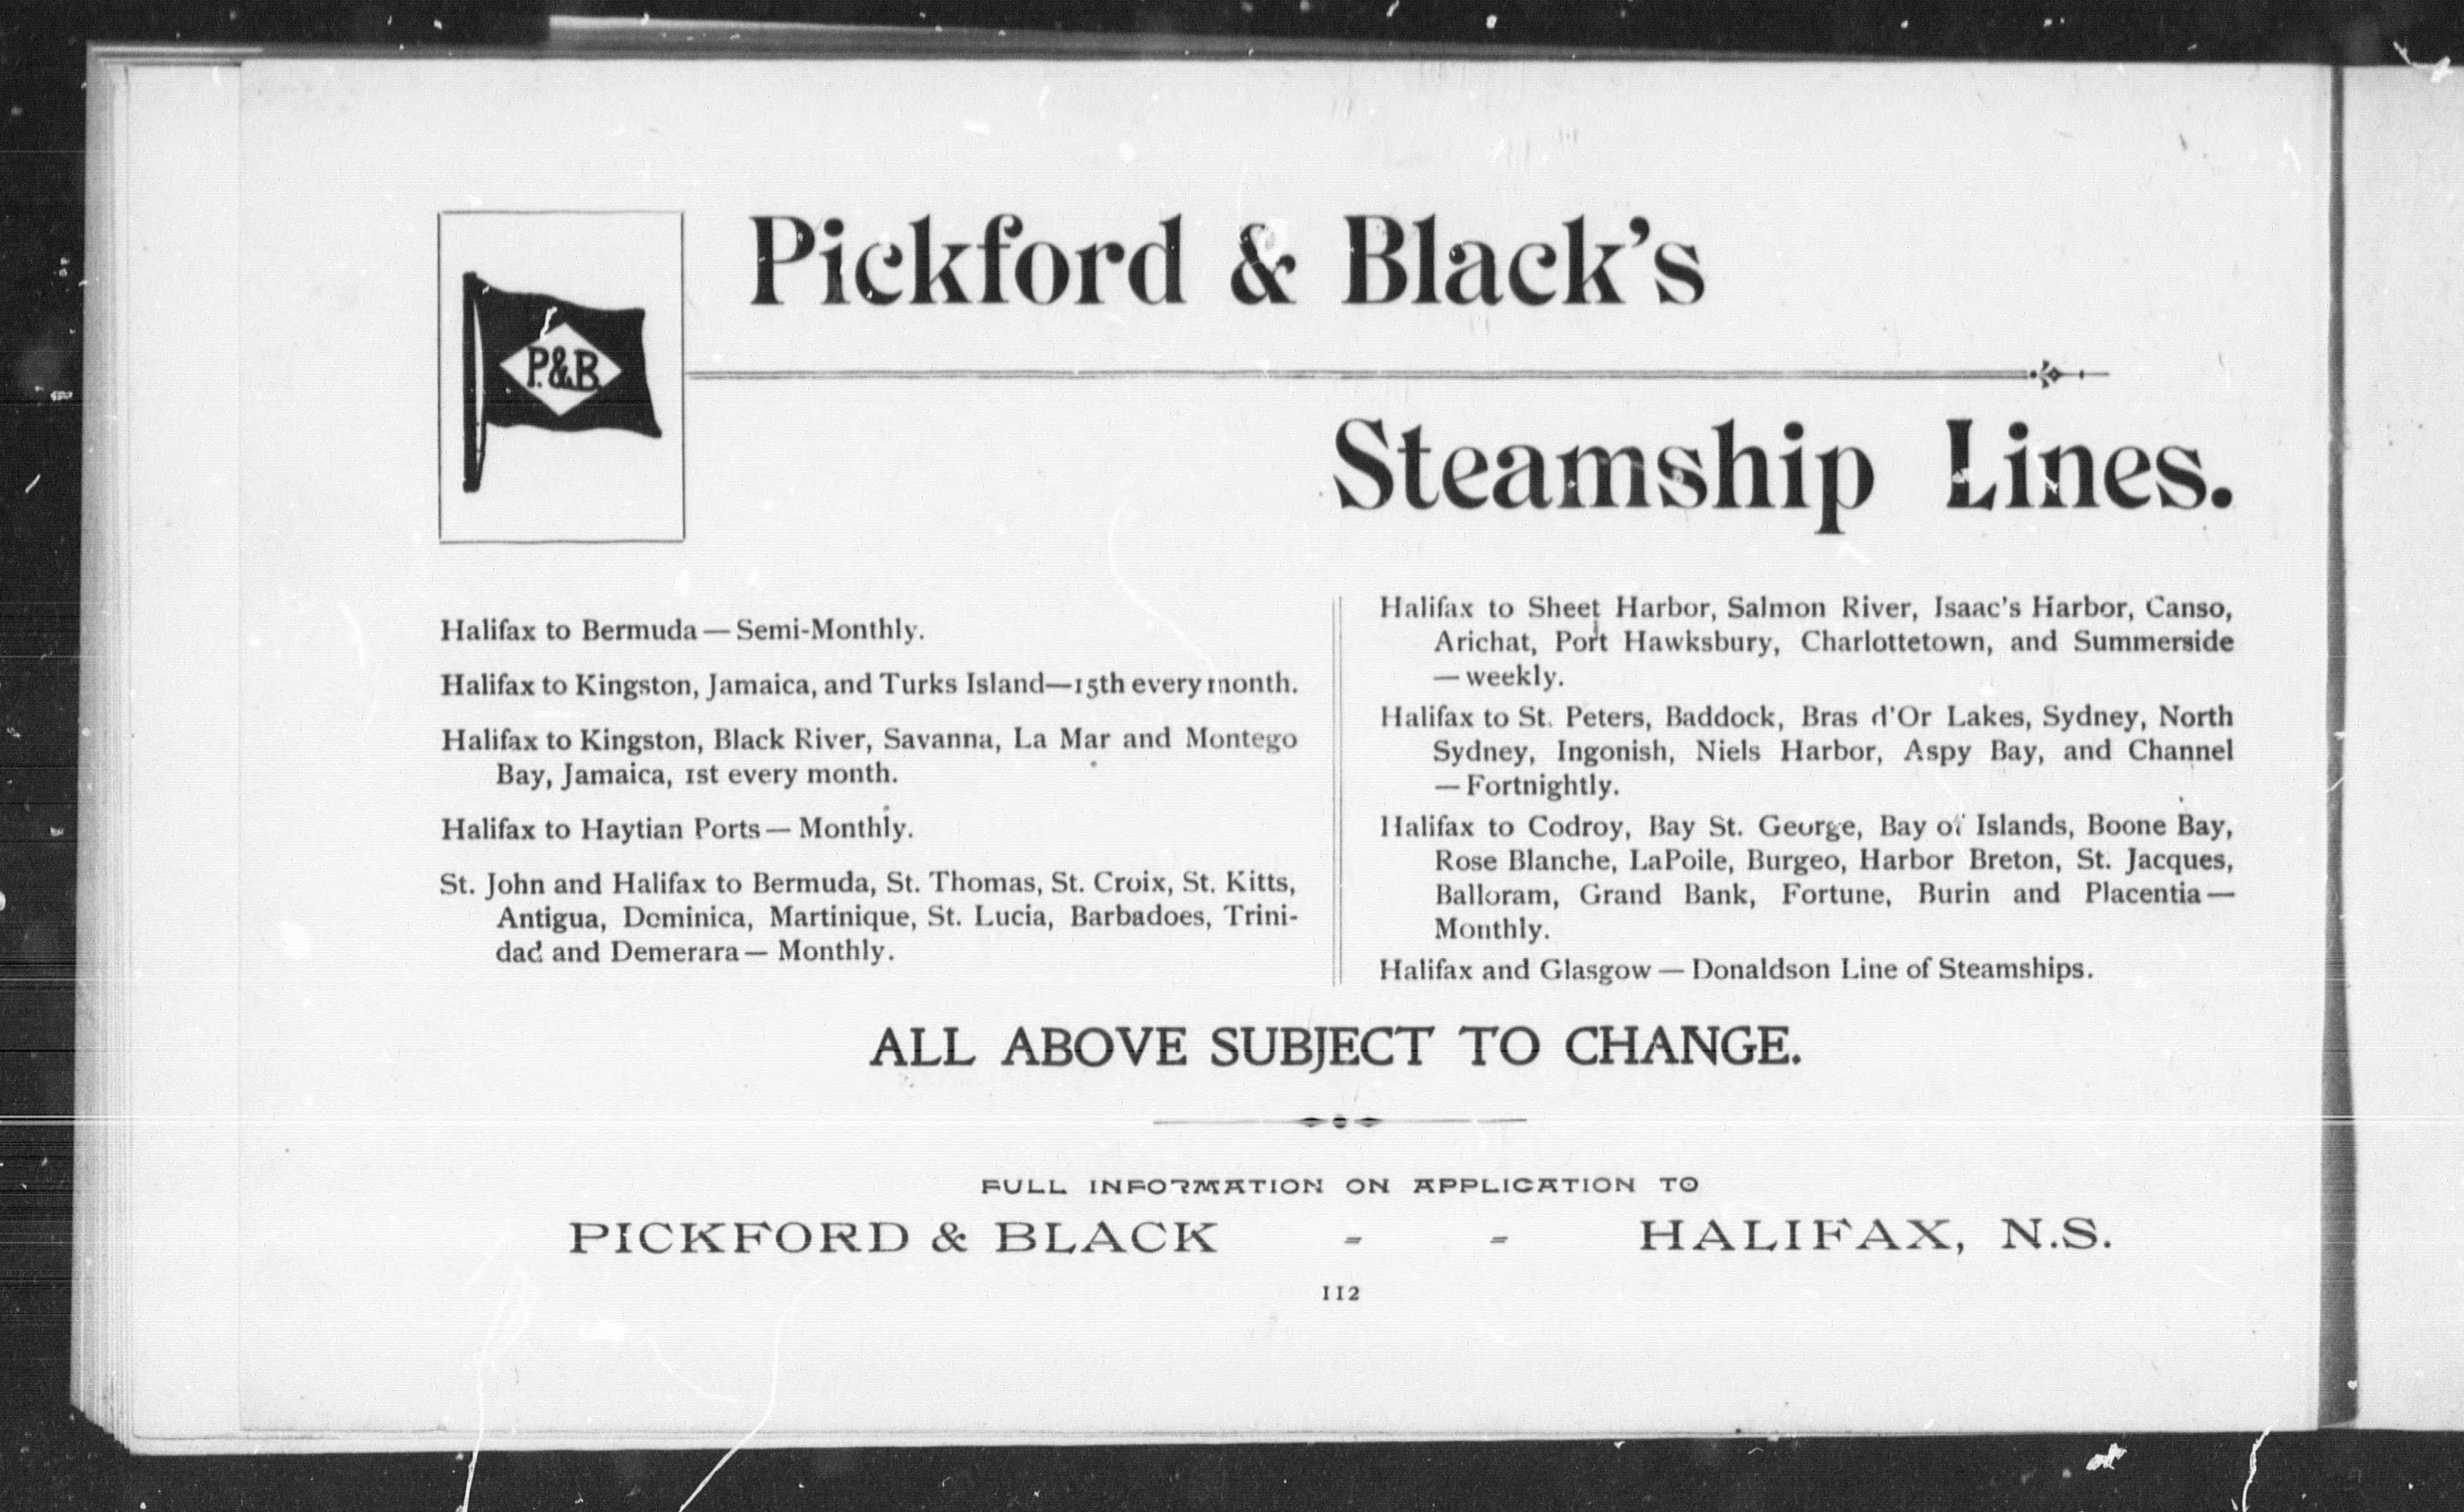 Pickford & Black's
P.&B.
Steamship Lines.
Halifax to Bermuda — Semi-Monthly.
Halifax to Kingston, Jamaica, and Turks Island—15th every month.
Halifax to Kingston, Black River, Savanna, La Mar and Montego
Bay, Jamaica, 1st every month.
Halifax to Haytian Ports — Monthly.
St. John and Halifax to Bermuda, St. Thomas, St. Croix, St. Kitts,
Antigua, Dominica, Martinique, St. Lucia, Barbadoes, Trini-
dad and Demerara — Monthly.
Halifax to Sheet Harbor, Salmon River, Isaac's Harbor, Canso,
Arichat, Port Hawksbury, Charlottetown, and Summerside
— weekly.
Halifax to St. Peters, Baddock, Bras d'Or Lakes, Sydney, North
Sydney, Ingonish, Niels Harbor, Aspy Bay, and Channel
— Fortnightly.
Halifax to Codroy, Bay St. George, Bay of Islands, Boone Bay,
Rose Blanche, LaPoile, Burgeo, Harbor Breton, St. Jacques,
Balloram, Grand Bank, Fortune, Burin and Placentia —
Monthly.
Halifax and Glasgow — Donaldson Line of Steamships.
ALL ABOVE SUBJECT TO CHANGE.
FULL INFORMATION ON APPLICATION TO
PICKFORD & BLACK - - HALIFAX, N.S.
112